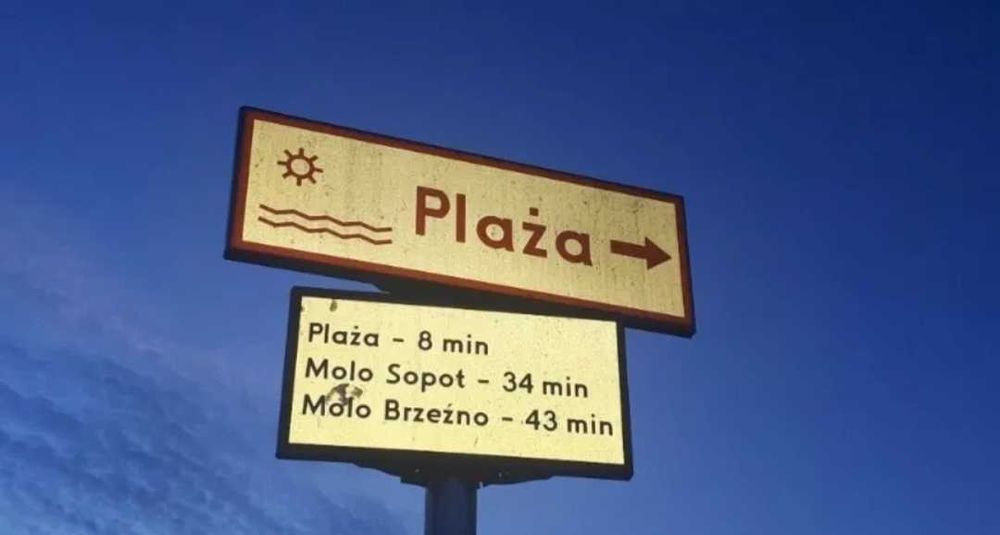 Plaża
Plaża - 8 min
Molo Sopot - 34 min
Molo Brzeźno - 43 min